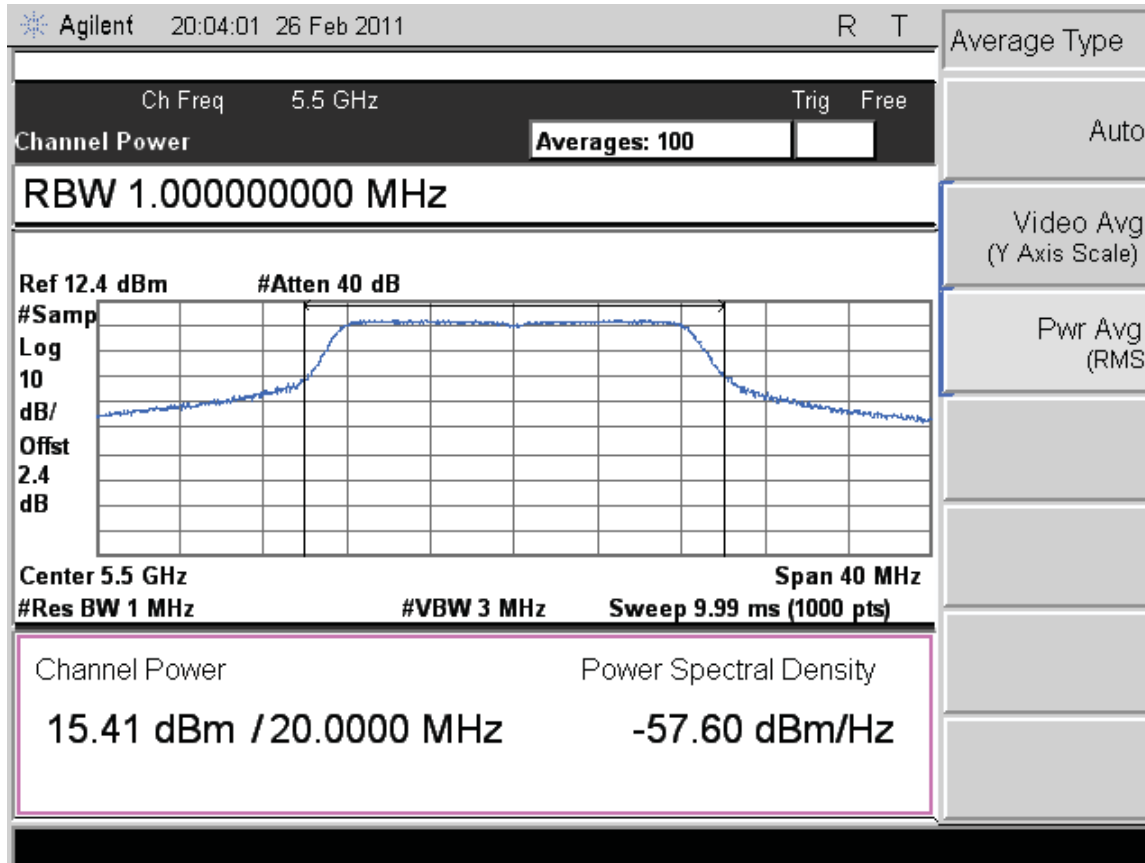 Agilent 20:04:01 26 Feb 2011 R T
Average Type
Ch Freq 5.5 GHz Trig Free
Channel Power Averages: 100
Auto
RBW 1.000000000 MHz
Video Avg
(Y Axis Scale)
Ref 12.4 dBm #Atten 40 dB
#Samp
Log
10
dB/
Offst
2.4
dB
Pwr Avg
(RMS
Center 5.5 GHz Span 40 MHz
#Res BW 1 MHz #VBW 3 MHz Sweep 9.99 ms (1000 pts)
Channel Power Power Spectral Density
15.41 dBm / 20.0000 MHz -57.60 dBm/Hz